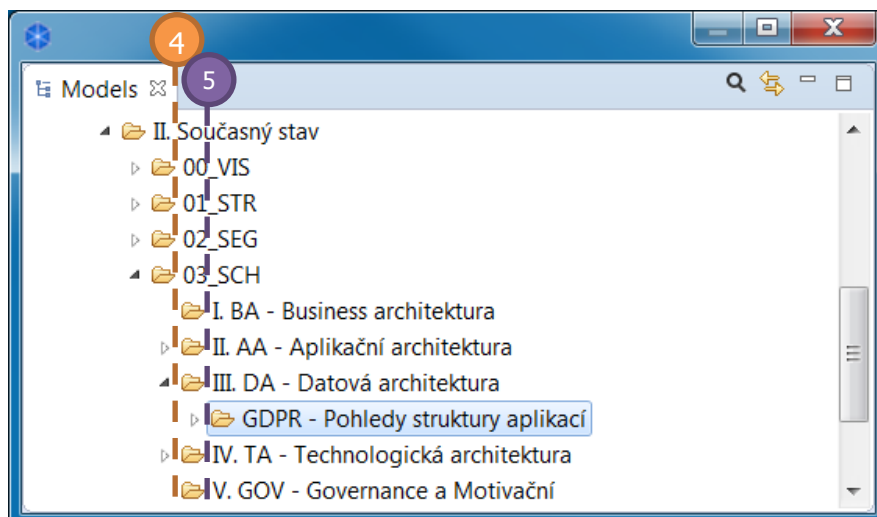 4
5
Models
II. Současný stav
00_VIS
01_STR
02_SEG
03_SCH
I. BA - Business architektura
II. AA - Aplikační architektura
III. DA - Datová architektura
GDPR - Pohledy struktury aplikací
IV. TA - Technologická architektura
V. GOV - Governance a Motivační